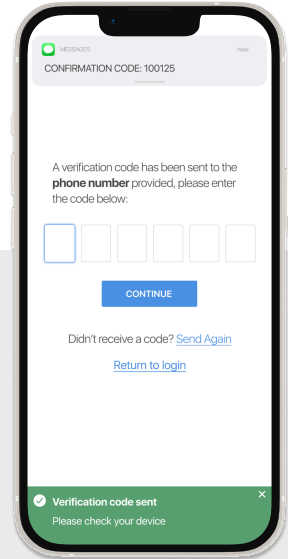 MESSAGES now
CONFIRMATION CODE: 100125
A verification code has been sent to the
phone number provided, please enter
the code below:
CONTINUE
Didn't receive a code? Send Again
Return to login
Verification code sent
Please check your device